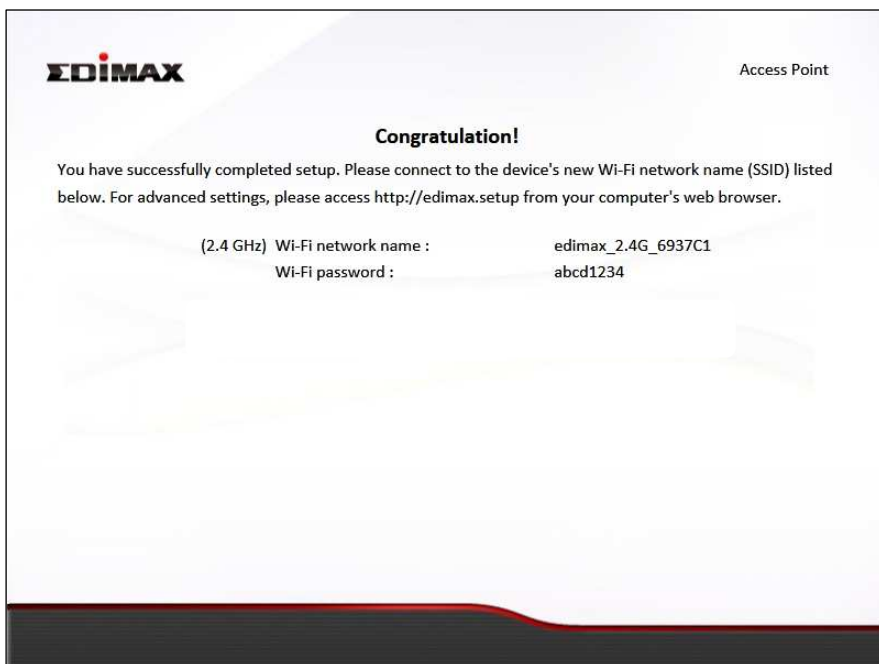 EDIMAX
Access Point
Congratulation!
You have successfully completed setup. Please connect to the device's new Wi-Fi network name (SSID) listed
below. For advanced settings, please access http://edimax.setup from your computer's web browser.
(2.4 GHz) Wi-Fi network name : edimax_2.4G_6937C1
Wi-Fi password : abcd1234